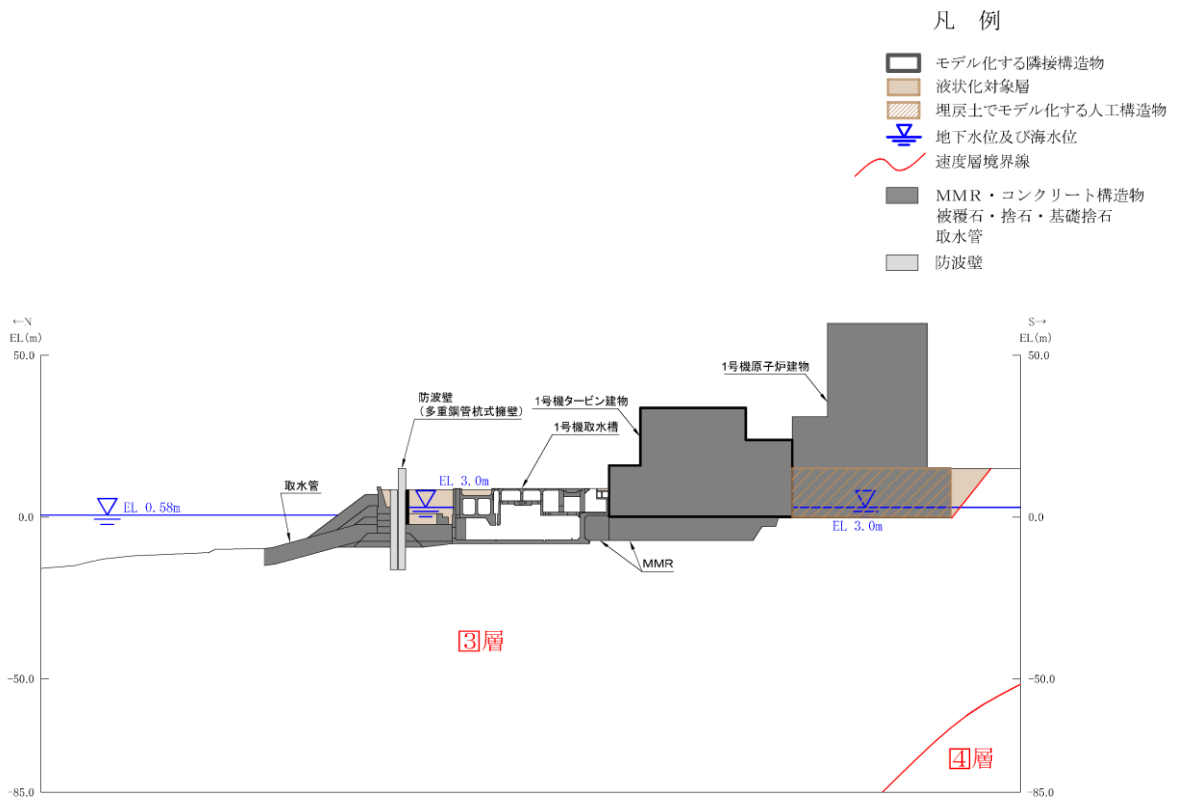 凡 例
モデル化する隣接構造物
液状化対象層
埋戻土でモデル化する人工構造物
地下水位及び海水位
速度層境界線
MMR・コンクリート構造物
被覆石・捨石・基礎捨石
取水管
防波壁
←N
EL(m)
S→
EL(m)
50.0
50.0
1号機原子炉建物
防波壁
(多重鋼管杭式擁壁)
1号機タービン建物
1号機取水槽
取水管
EL 3.0m
EL 0.58m
0.0
0.0
EL 3.0m
MMR
③層
-50.0
-50.0
④層
-85.0
-85.0